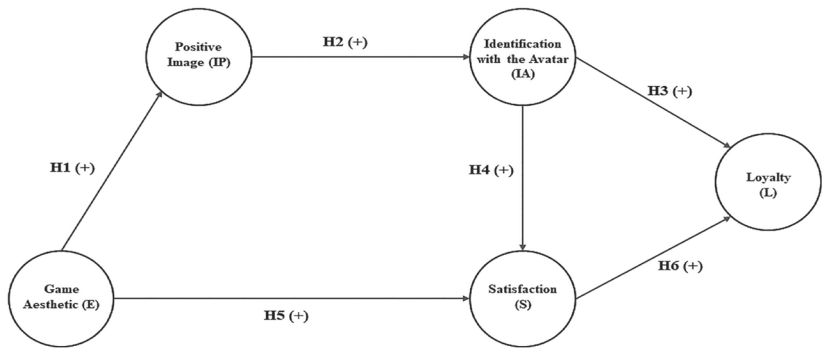 Positive
Image (IP)
H2 (+)
Identification
with the Avatar
(IA)
H3 (+)
H1 (+)
H4 (+)
Loyalty
(L)
Game
Aesthetic (E)
H5 (+)
Satisfaction
(S)
H6 (+)